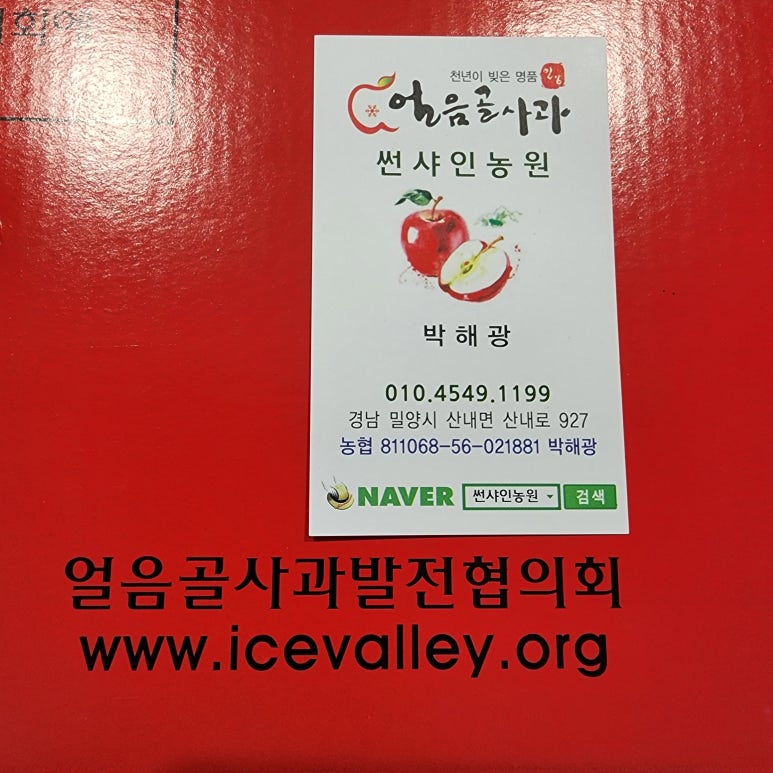 천년이 빚은 명품
얼음골사과
썬샤인농원
박해광
010.4549.1199
경남 밀양시 산내면 산내로 927
농협 811068-56-021881 박해광
NAVER 썬샤인농원 검색
얼음골사과발전협의회
www.icevalley.org